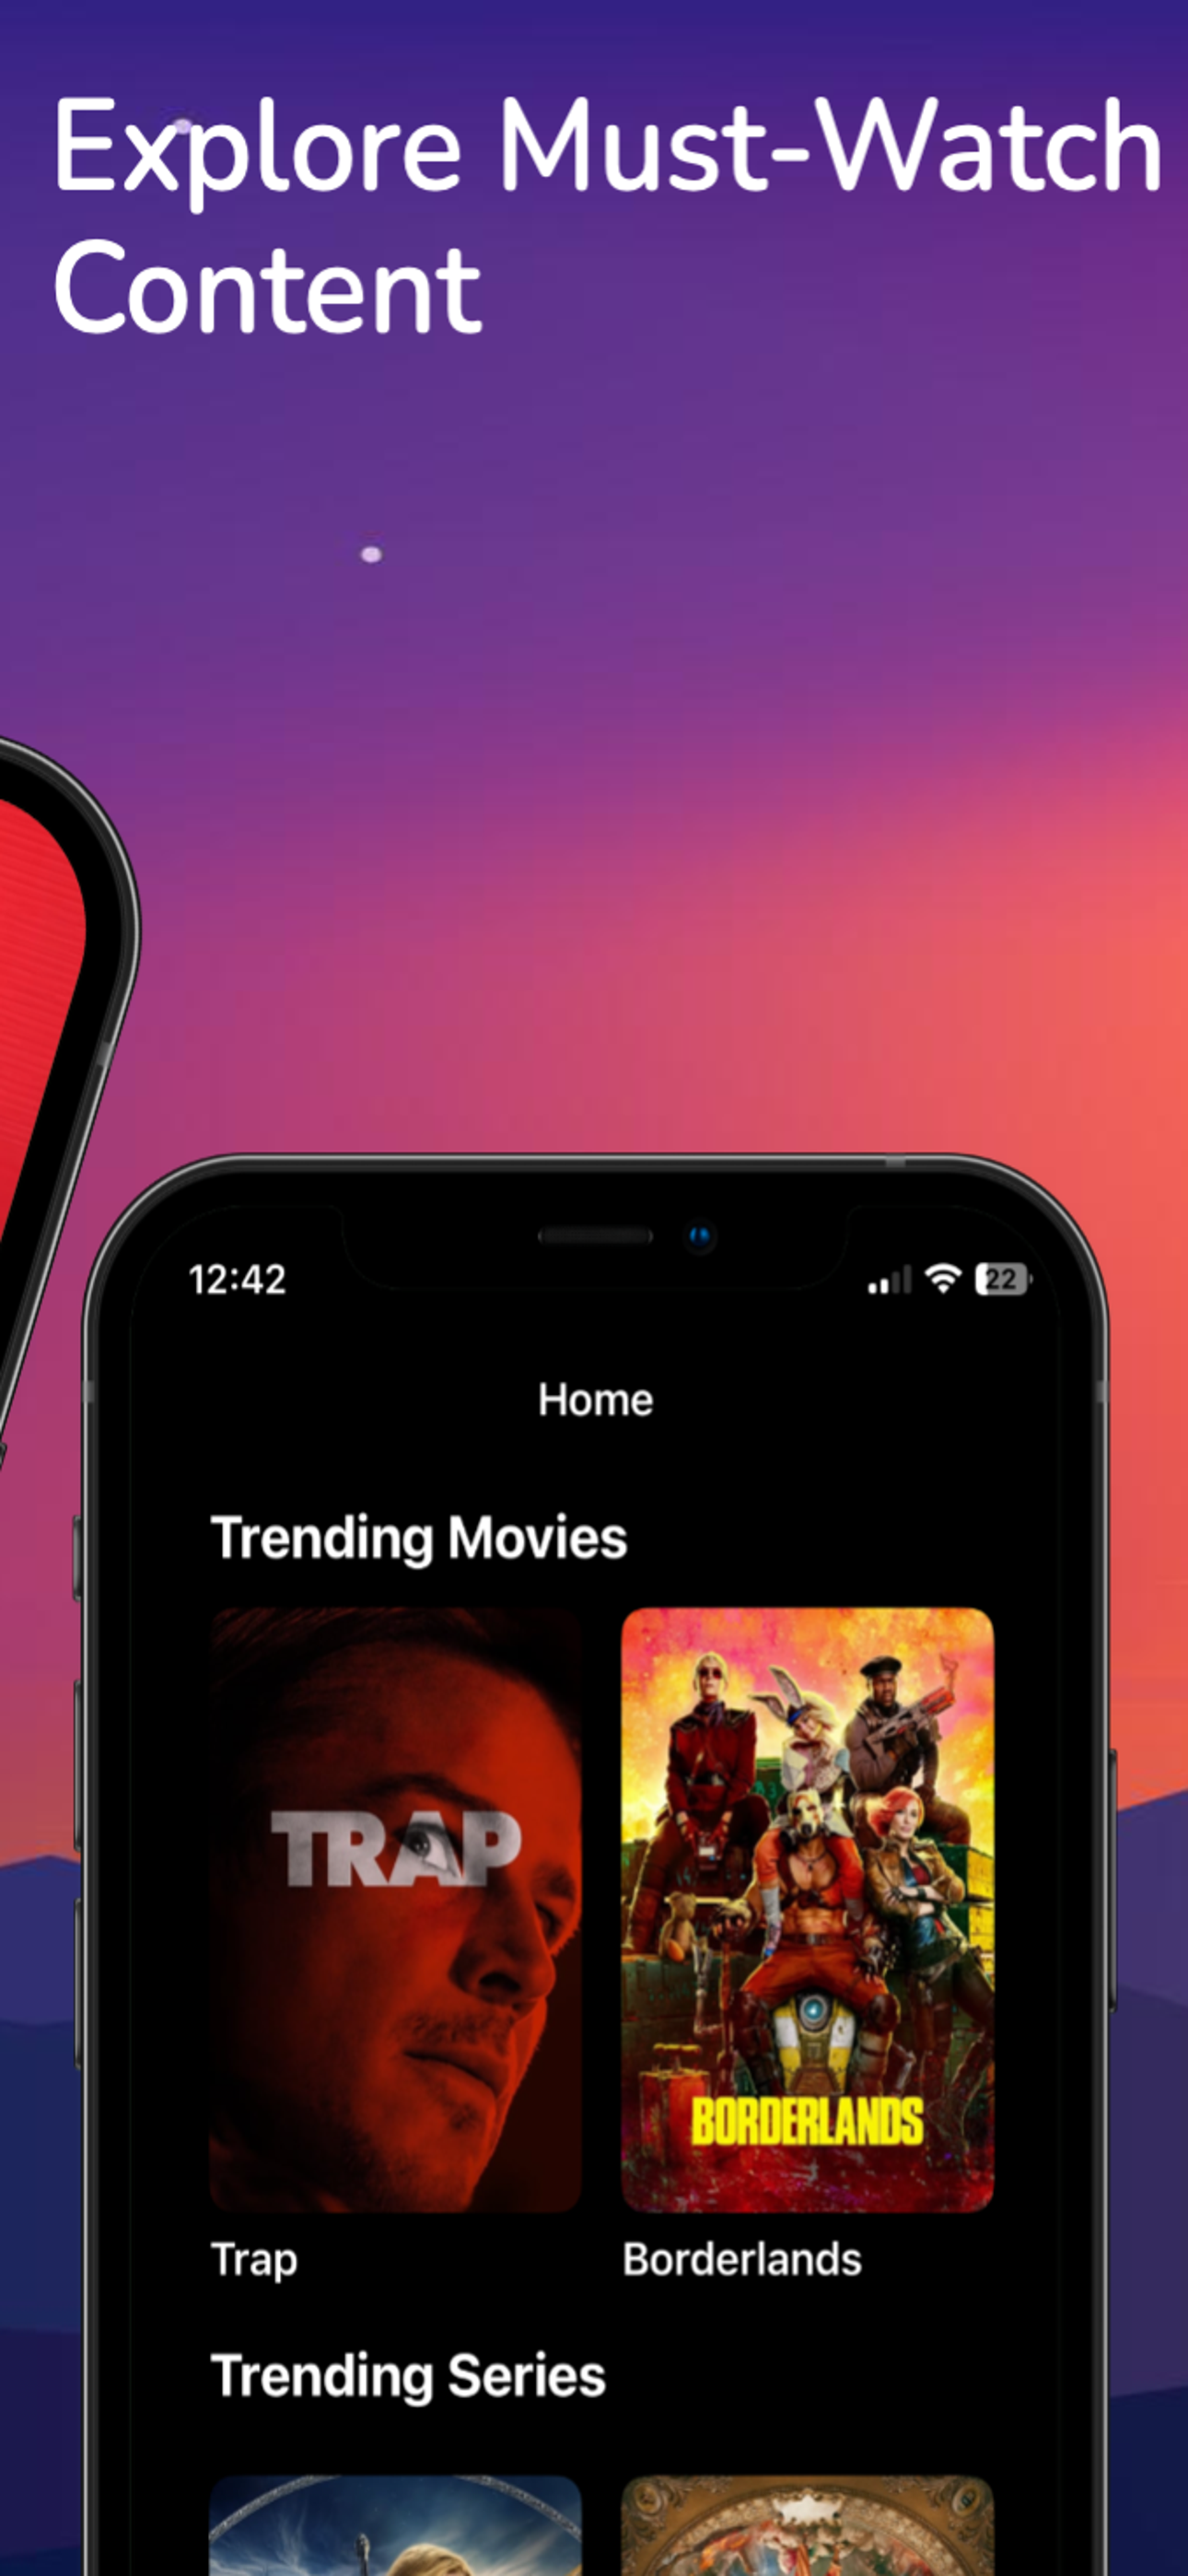 Explore Must-Watch
Content
12:42
22
Home
Trending Movies
TRAP
BORDERLANDS
Trap
Borderlands
Trending Series